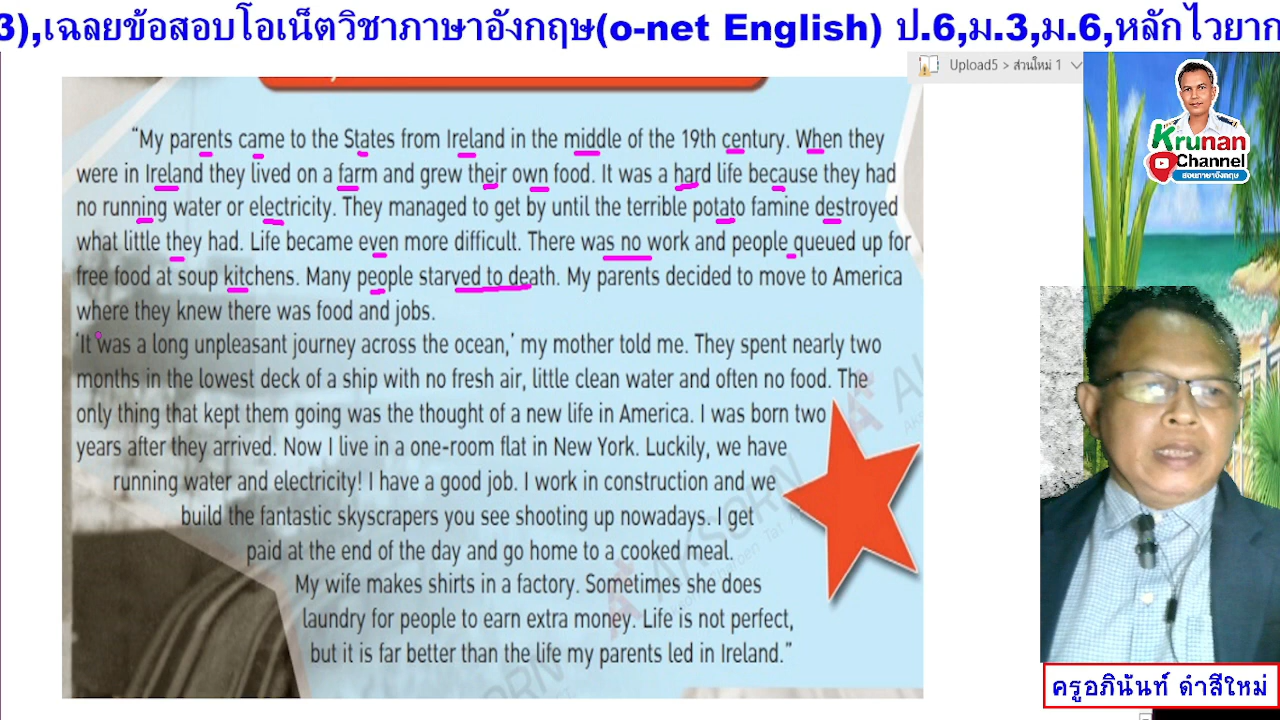 3),เฉลยข้อสอบโอเน็ตวิชาภาษาอังกฤษ(o-net English) ป.6,ม.3,ม.6,หลักไวยาก
Upload5 > ส่วนใหม่ 1
Krunan
Channel
สอนภาษาอังกฤษ
“My parents came to the States from Ireland in the middle of the 19th century. When they
were in Ireland they lived on a farm and grew their own food. It was a hard life because they had
no running water or electricity. They managed to get by until the terrible potato famine destroyed
what little they had. Life became even more difficult. There was no work and people queued up for
free food at soup kitchens. Many people starved to death. My parents decided to move to America
where they knew there was food and jobs.
‘It was a long unpleasant journey across the ocean,’ my mother told me. They spent nearly two
months in the lowest deck of a ship with no fresh air, little clean water and often no food. The
only thing that kept them going was the thought of a new life in America. I was born two
years after they arrived. Now I live in a one-room flat in New York. Luckily, we have
running water and electricity! I have a good job. I work in construction and we
build the fantastic skyscrapers you see shooting up nowadays. I get
paid at the end of the day and go home to a cooked meal.
My wife makes shirts in a factory. Sometimes she does
laundry for people to earn extra money. Life is not perfect,
but it is far better than the life my parents led in Ireland.”
ครูอภินันท์ ดำสีใหม่